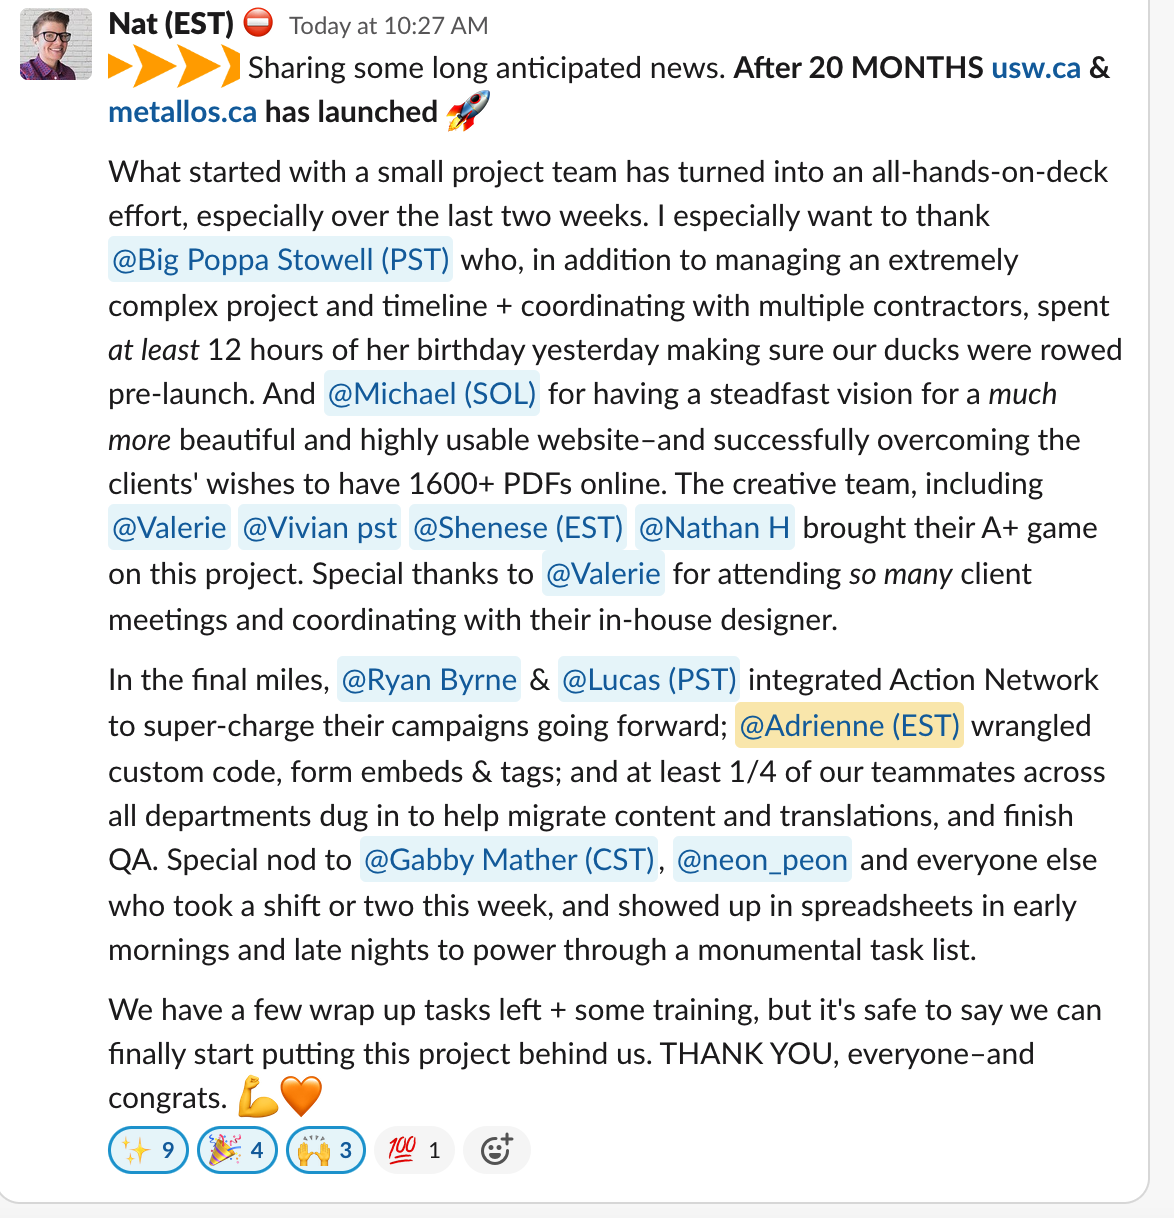 Nat (EST) Today at 10:27 AM
Sharing some long anticipated news. After 20 MONTHS usw.ca &
metallos.ca has launched
What started with a small project team has turned into an all-hands-on-deck
effort, especially over the last two weeks. I especially want to thank
@Big Poppa Stowell (PST) who, in addition to managing an extremely
complex project and timeline + coordinating with multiple contractors, spent
at least 12 hours of her birthday yesterday making sure our ducks were rowed
pre-launch. And @Michael (SOL) for having a steadfast vision for a much
more beautiful and highly usable website–and successfully overcoming the
clients' wishes to have 1600+ PDFs online. The creative team, including
@Valerie @Vivian pst @Shenese (EST) @Nathan H brought their A+ game
on this project. Special thanks to @Valerie for attending so many client
meetings and coordinating with their in-house designer.
In the final miles, @Ryan Byrne & @Lucas (PST) integrated Action Network
to super-charge their campaigns going forward; @Adrienne (EST) wrangled
custom code, form embeds & tags; and at least 1/4 of our teammates across
all departments dug in to help migrate content and translations, and finish
QA. Special nod to @Gabby Mather (CST), @neon_peon and everyone else
who took a shift or two this week, and showed up in spreadsheets in early
mornings and late nights to power through a monumental task list.
We have a few wrap up tasks left + some training, but it's safe to say we can
finally start putting this project behind us. THANK YOU, everyone–and
congrats.
9 4 3 100 1